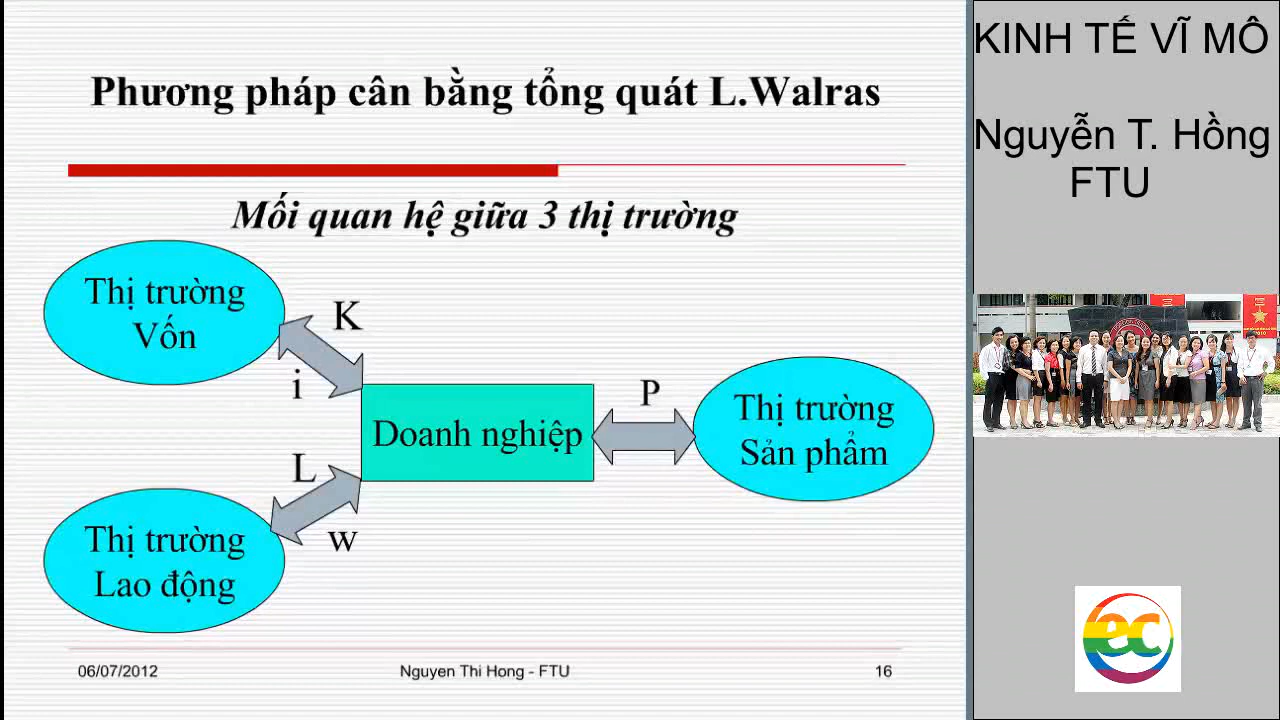 Phương pháp cân bằng tổng quát L.Walras
Mối quan hệ giữa 3 thị trường
Thị trường
Vốn
K
i
Doanh nghiệp
P
Thị trường
Sản phẩm
L
w
Thị trường
Lao động
06/07/2012
Nguyen Thi Hong - FTU
16
KINH TẾ VĨ MÔ
Nguyễn T. Hồng
FTU
ec